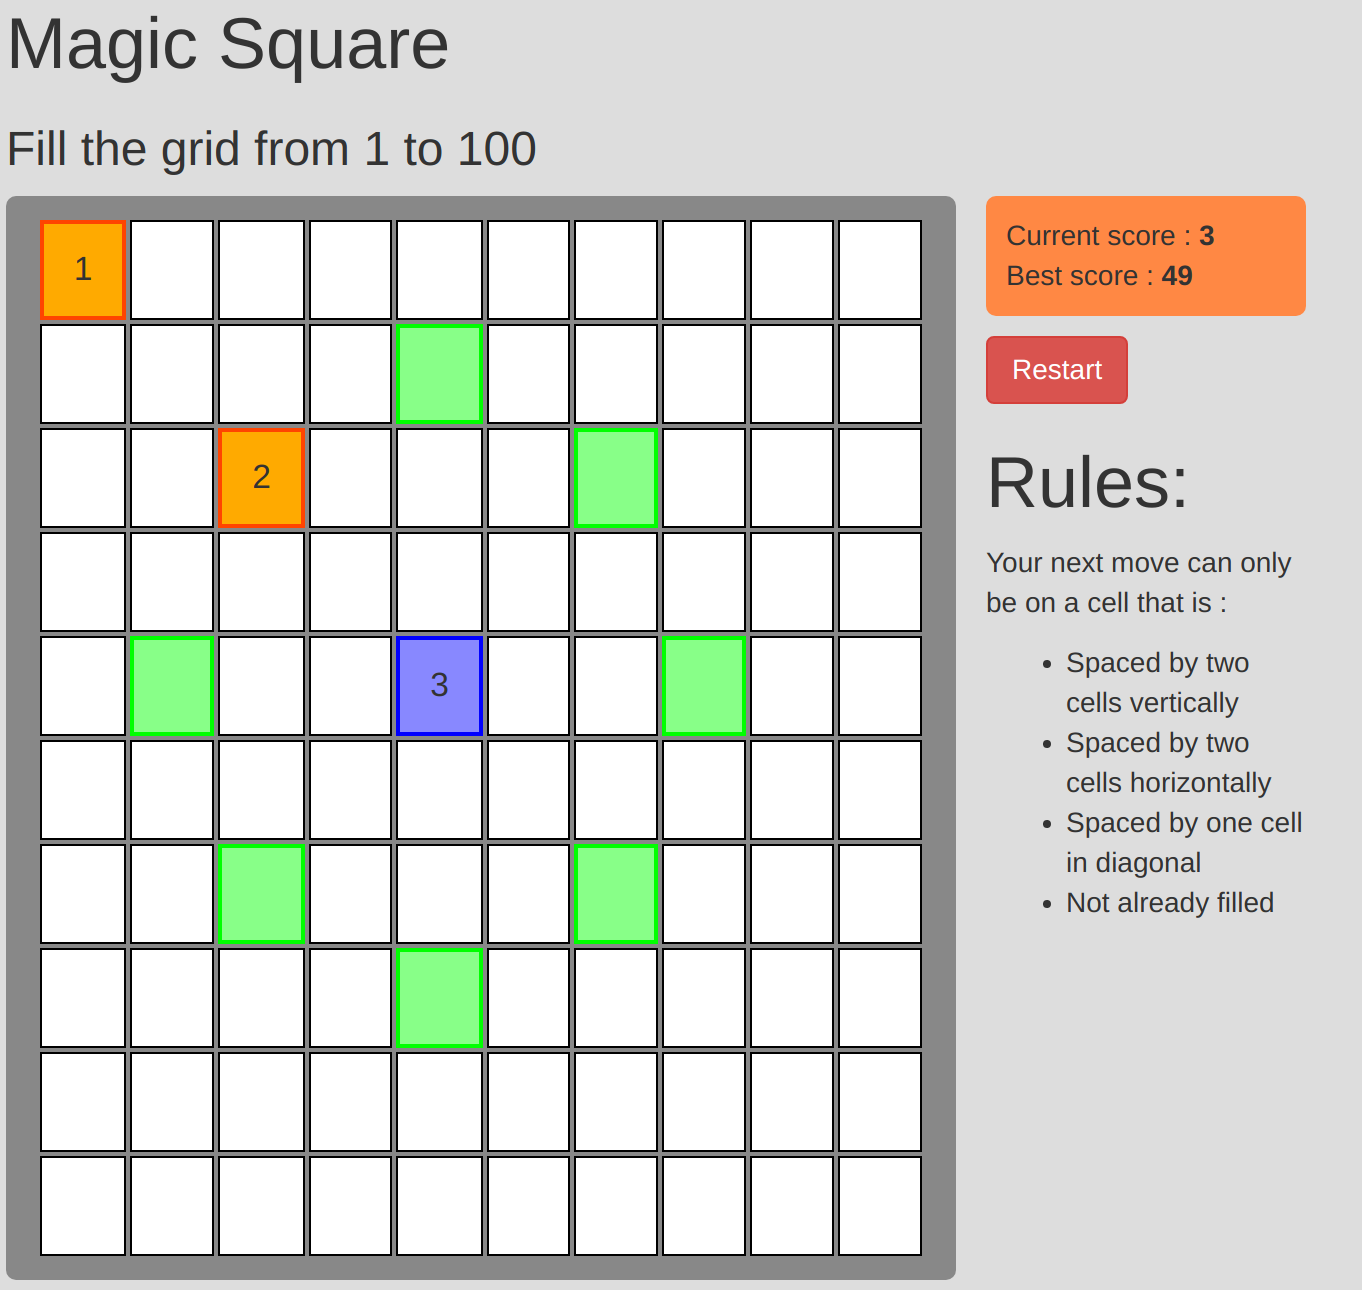 Magic Square
Fill the grid from 1 to 100
1
2
3
Current score : 3
Best score : 49
Restart
Rules:
Your next move can only
be on a cell that is :
• Spaced by two
cells vertically
• Spaced by two
cells horizontally
• Spaced by one cell
in diagonal
• Not already filled